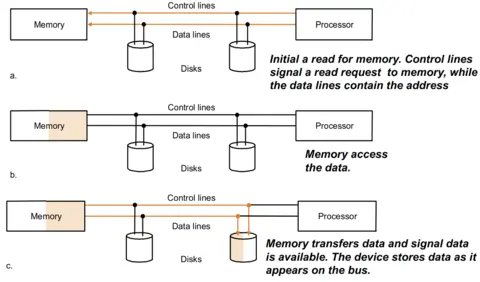 Control lines
Memory
Processor
Data lines
Disks
a.
Initial a read for memory. Control lines
signal a read request to memory, while
the data lines contain the address
Control lines
Memory
Processor
Data lines
Disks
b.
Memory access
the data.
Control lines
Memory
Processor
Data lines
Disks
c.
Memory transfers data and signal data
is available. The device stores data as it
appears on the bus.